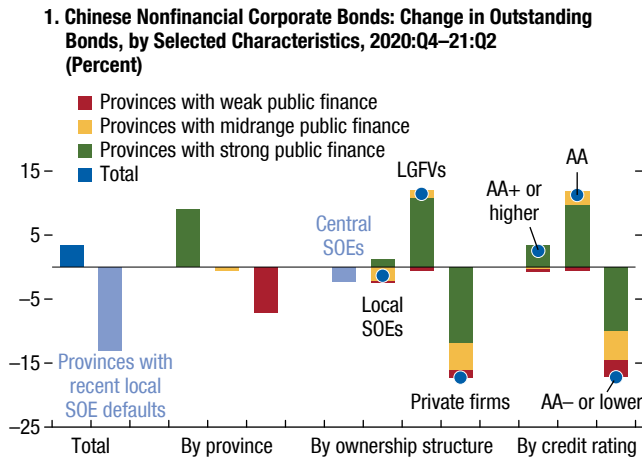 1. Chinese Nonfinancial Corporate Bonds: Change in Outstanding
Bonds, by Selected Characteristics, 2020:Q4–21:Q2
(Percent)
Provinces with weak public finance
Provinces with midrange public finance
Provinces with strong public finance
Total
15
5
−5
−15
−25
LGFVs
AA
AA+ or
higher
Central
SOEs
Local
SOEs
Provinces with
recent local
SOE defaults
Private firms
AA− or lower
Total
By province
By ownership structure
By credit rating